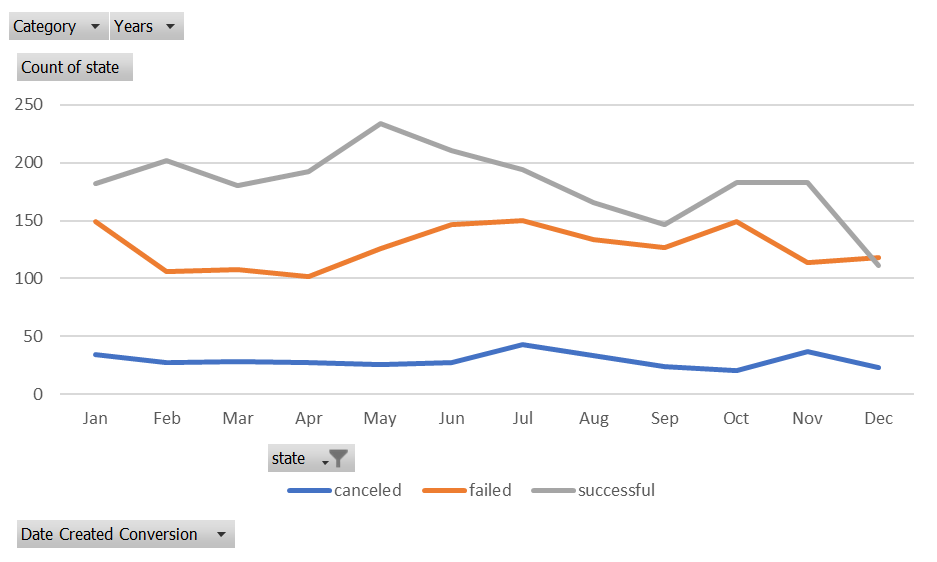 Category Years
Count of state
250
200
150
100
50
0
Jan Feb Mar Apr May Jun Jul Aug Sep Oct Nov Dec
state
canceled failed successful
Date Created Conversion